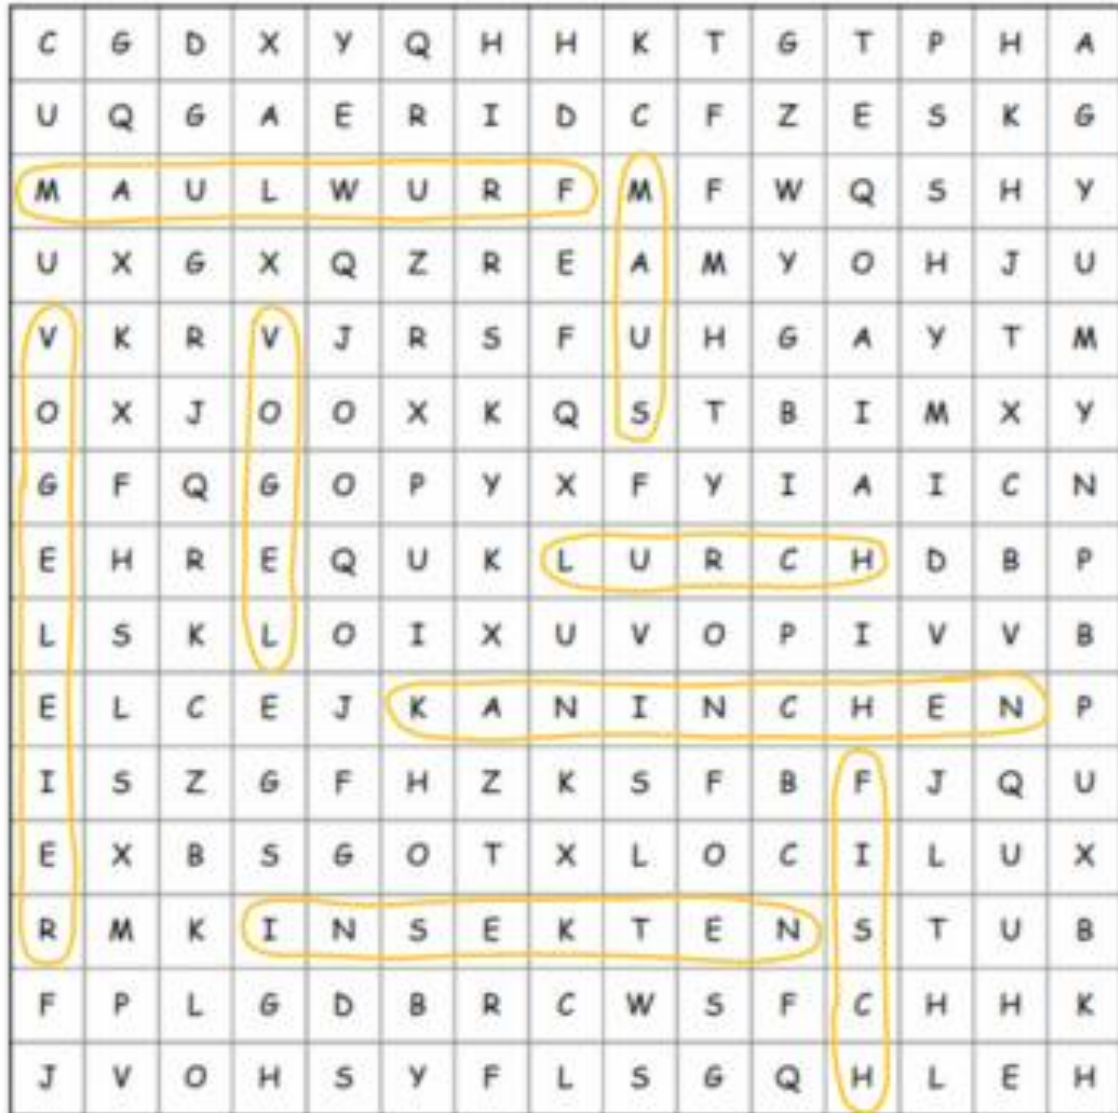 C G D X Y Q H H K T G T P H A
U Q G A E R I D C F Z E S K G
M A U L W U R F M F W Q S H Y
U X G X Q Z R E A M Y O H J U
V K R V J R S F U H G A Y T M
O X J O O X K Q S T B I M X Y
G F Q G O P Y X F Y I A I C N
E H R E Q U K L U R C H D B P
L S K L O I X U V O P I V V B
E L C E J K A N I N C H E N P
I S Z G F H Z K S F B F J Q U
E X B S G O T X L O C I L U X
R M K I N S E K T E N S T U B
F P L G D B R C W S F C H H K
J V O H S Y F L S G Q H L E H